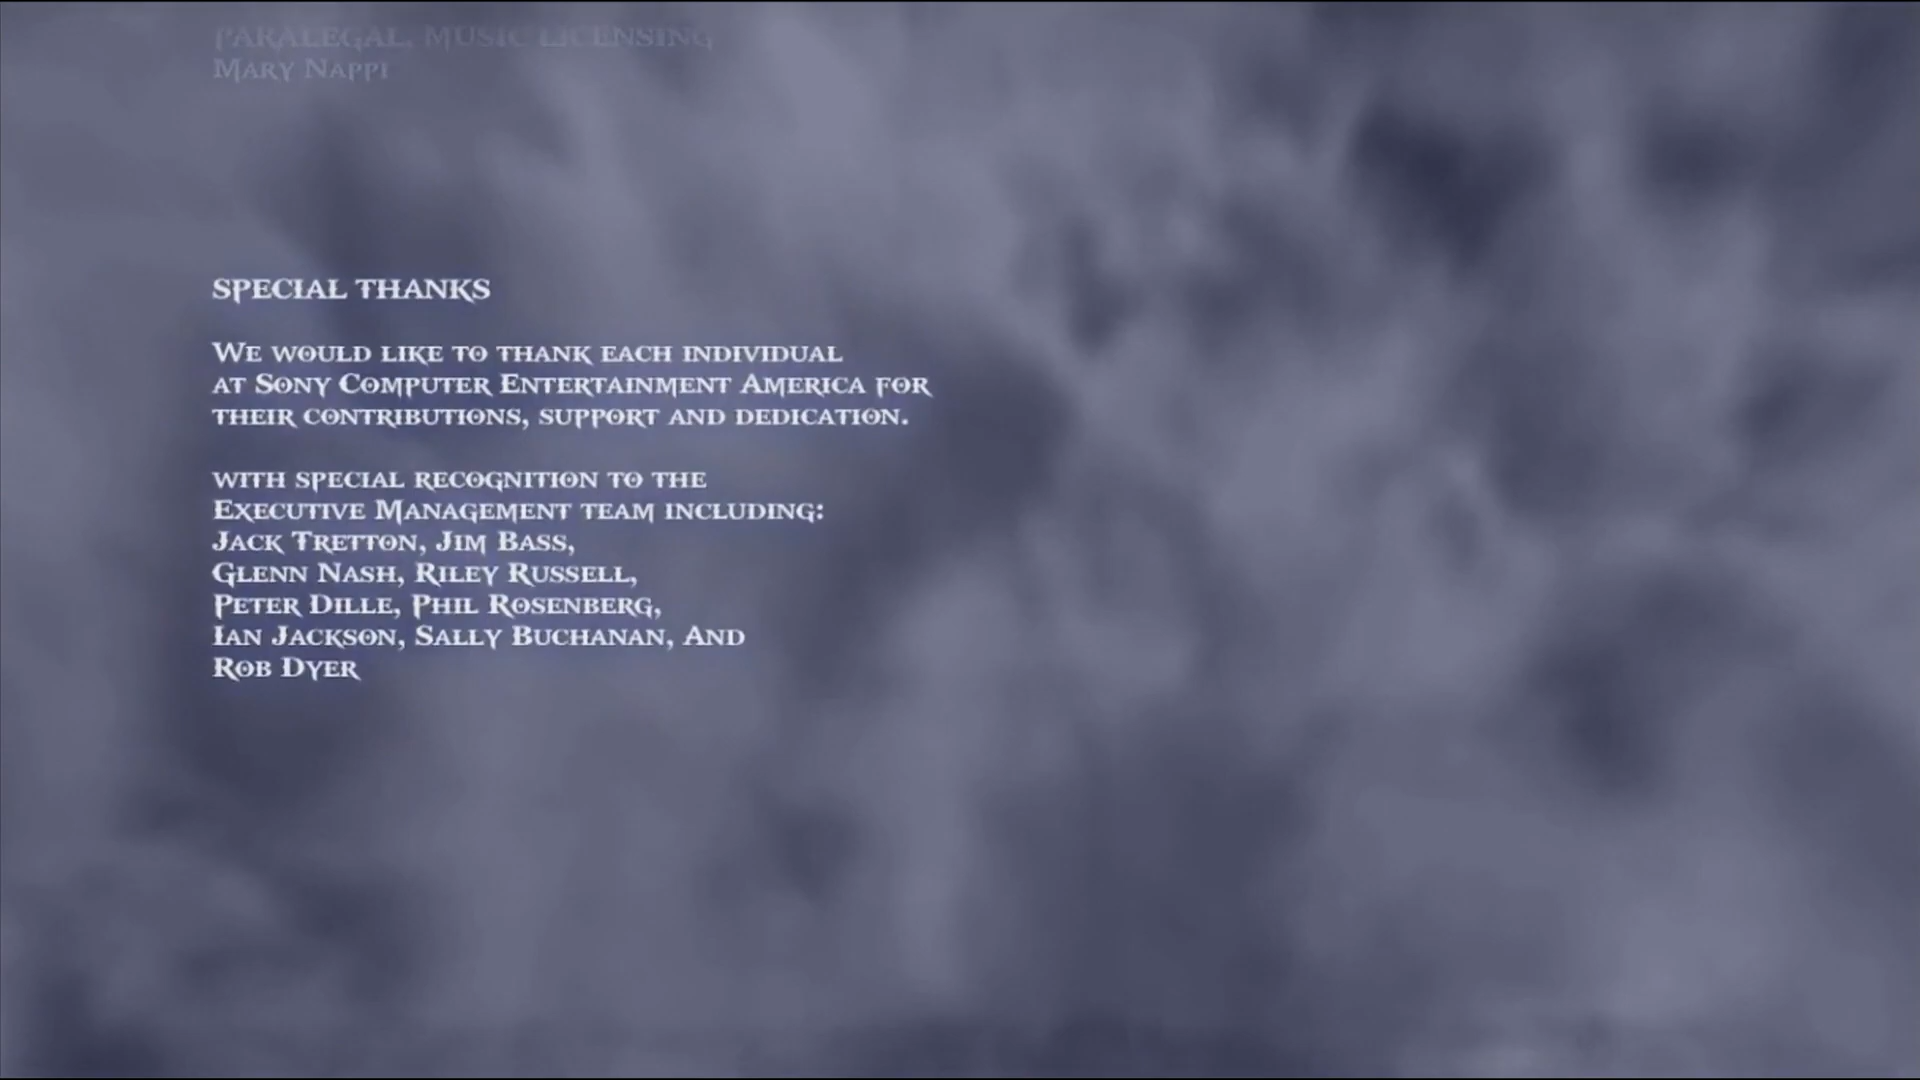 PARALEGAL, MUSIC LICENSING
MARY NAPPI
SPECIAL THANKS
WE WOULD LIKE TO THANK EACH INDIVIDUAL
AT SONY COMPUTER ENTERTAINMENT AMERICA FOR
THEIR CONTRIBUTIONS, SUPPORT AND DEDICATION.
WITH SPECIAL RECOGNITION TO THE
EXECUTIVE MANAGEMENT TEAM INCLUDING:
JACK TRETTON, JIM BASS,
GLENN NASH, RILEY RUSSELL,
PETER DILLE, PHIL ROSENBERG,
IAN JACKSON, SALLY BUCHANAN, AND
ROB DYER